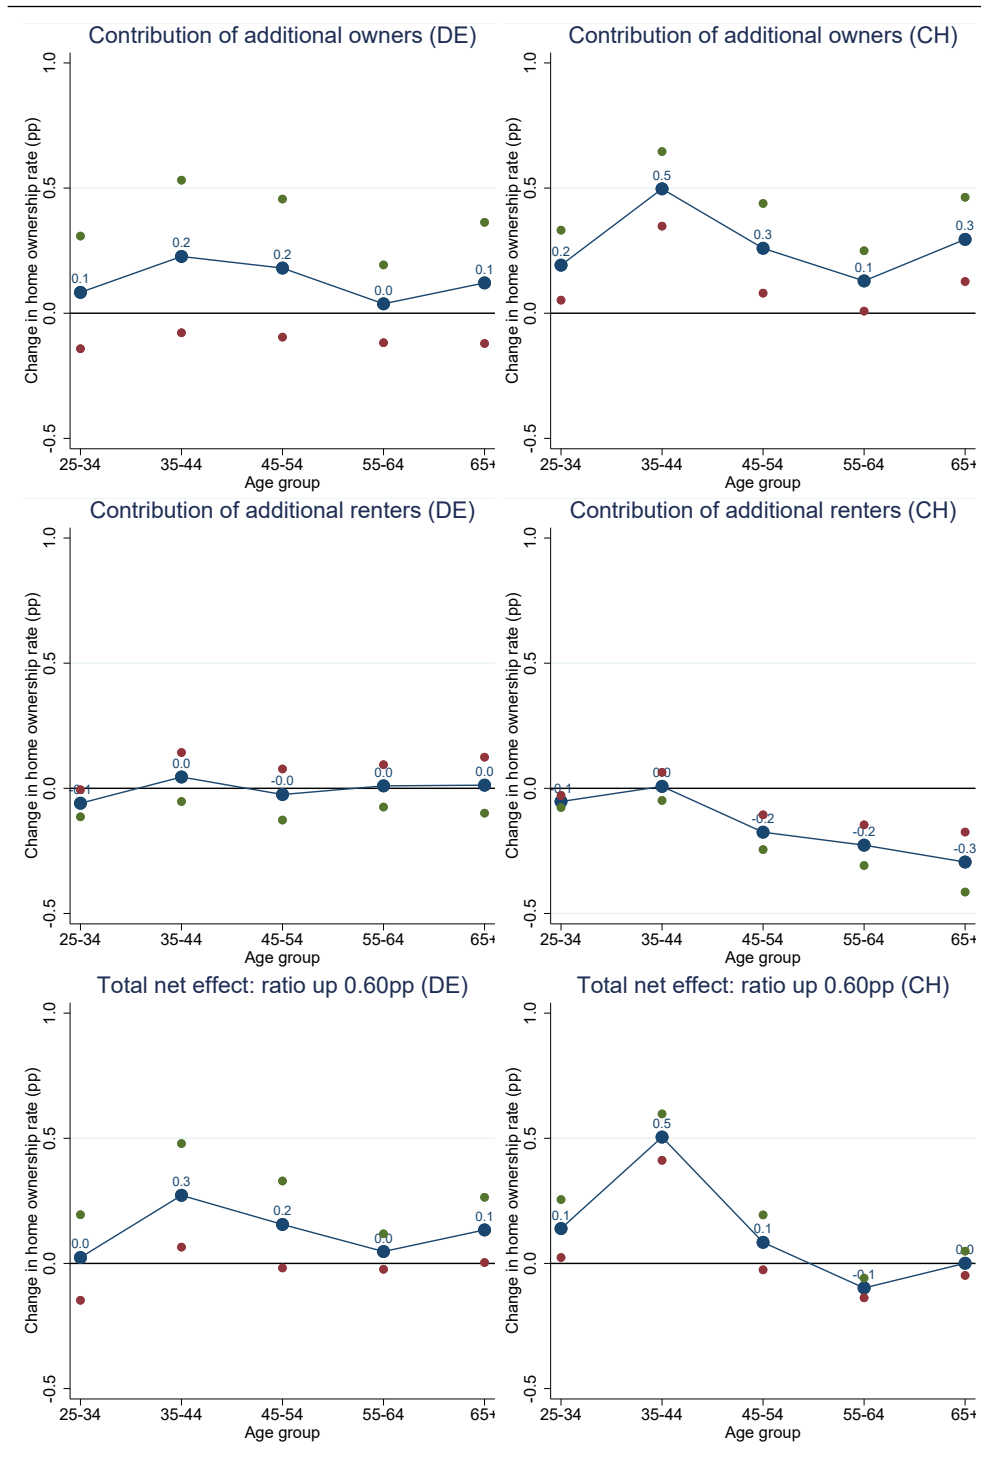 Contribution of additional owners (DE)
Change in home ownership rate (pp)
1.0
0.5
0.0
-0.5
0.1
0.2
0.2
0.0
0.1
25-34 35-44 45-54 55-64 65+
Age group
Contribution of additional owners (CH)
Change in home ownership rate (pp)
1.0
0.5
0.0
-0.5
0.2
0.5
0.3
0.1
0.3
25-34 35-44 45-54 55-64 65+
Age group
Contribution of additional renters (DE)
Change in home ownership rate (pp)
1.0
0.5
0.0
-0.5
-0.1
0.0
-0.0
0.0
0.0
25-34 35-44 45-54 55-64 65+
Age group
Contribution of additional renters (CH)
Change in home ownership rate (pp)
1.0
0.5
0.0
-0.5
-0.1
0.0
-0.2
-0.2
-0.3
25-34 35-44 45-54 55-64 65+
Age group
Total net effect: ratio up 0.60pp (DE)
Change in home ownership rate (pp)
1.0
0.5
0.0
-0.5
0.0
0.3
0.2
0.0
0.1
25-34 35-44 45-54 55-64 65+
Age group
Total net effect: ratio up 0.60pp (CH)
Change in home ownership rate (pp)
1.0
0.5
0.0
-0.5
0.1
0.5
0.1
-0.1
0.0
25-34 35-44 45-54 55-64 65+
Age group